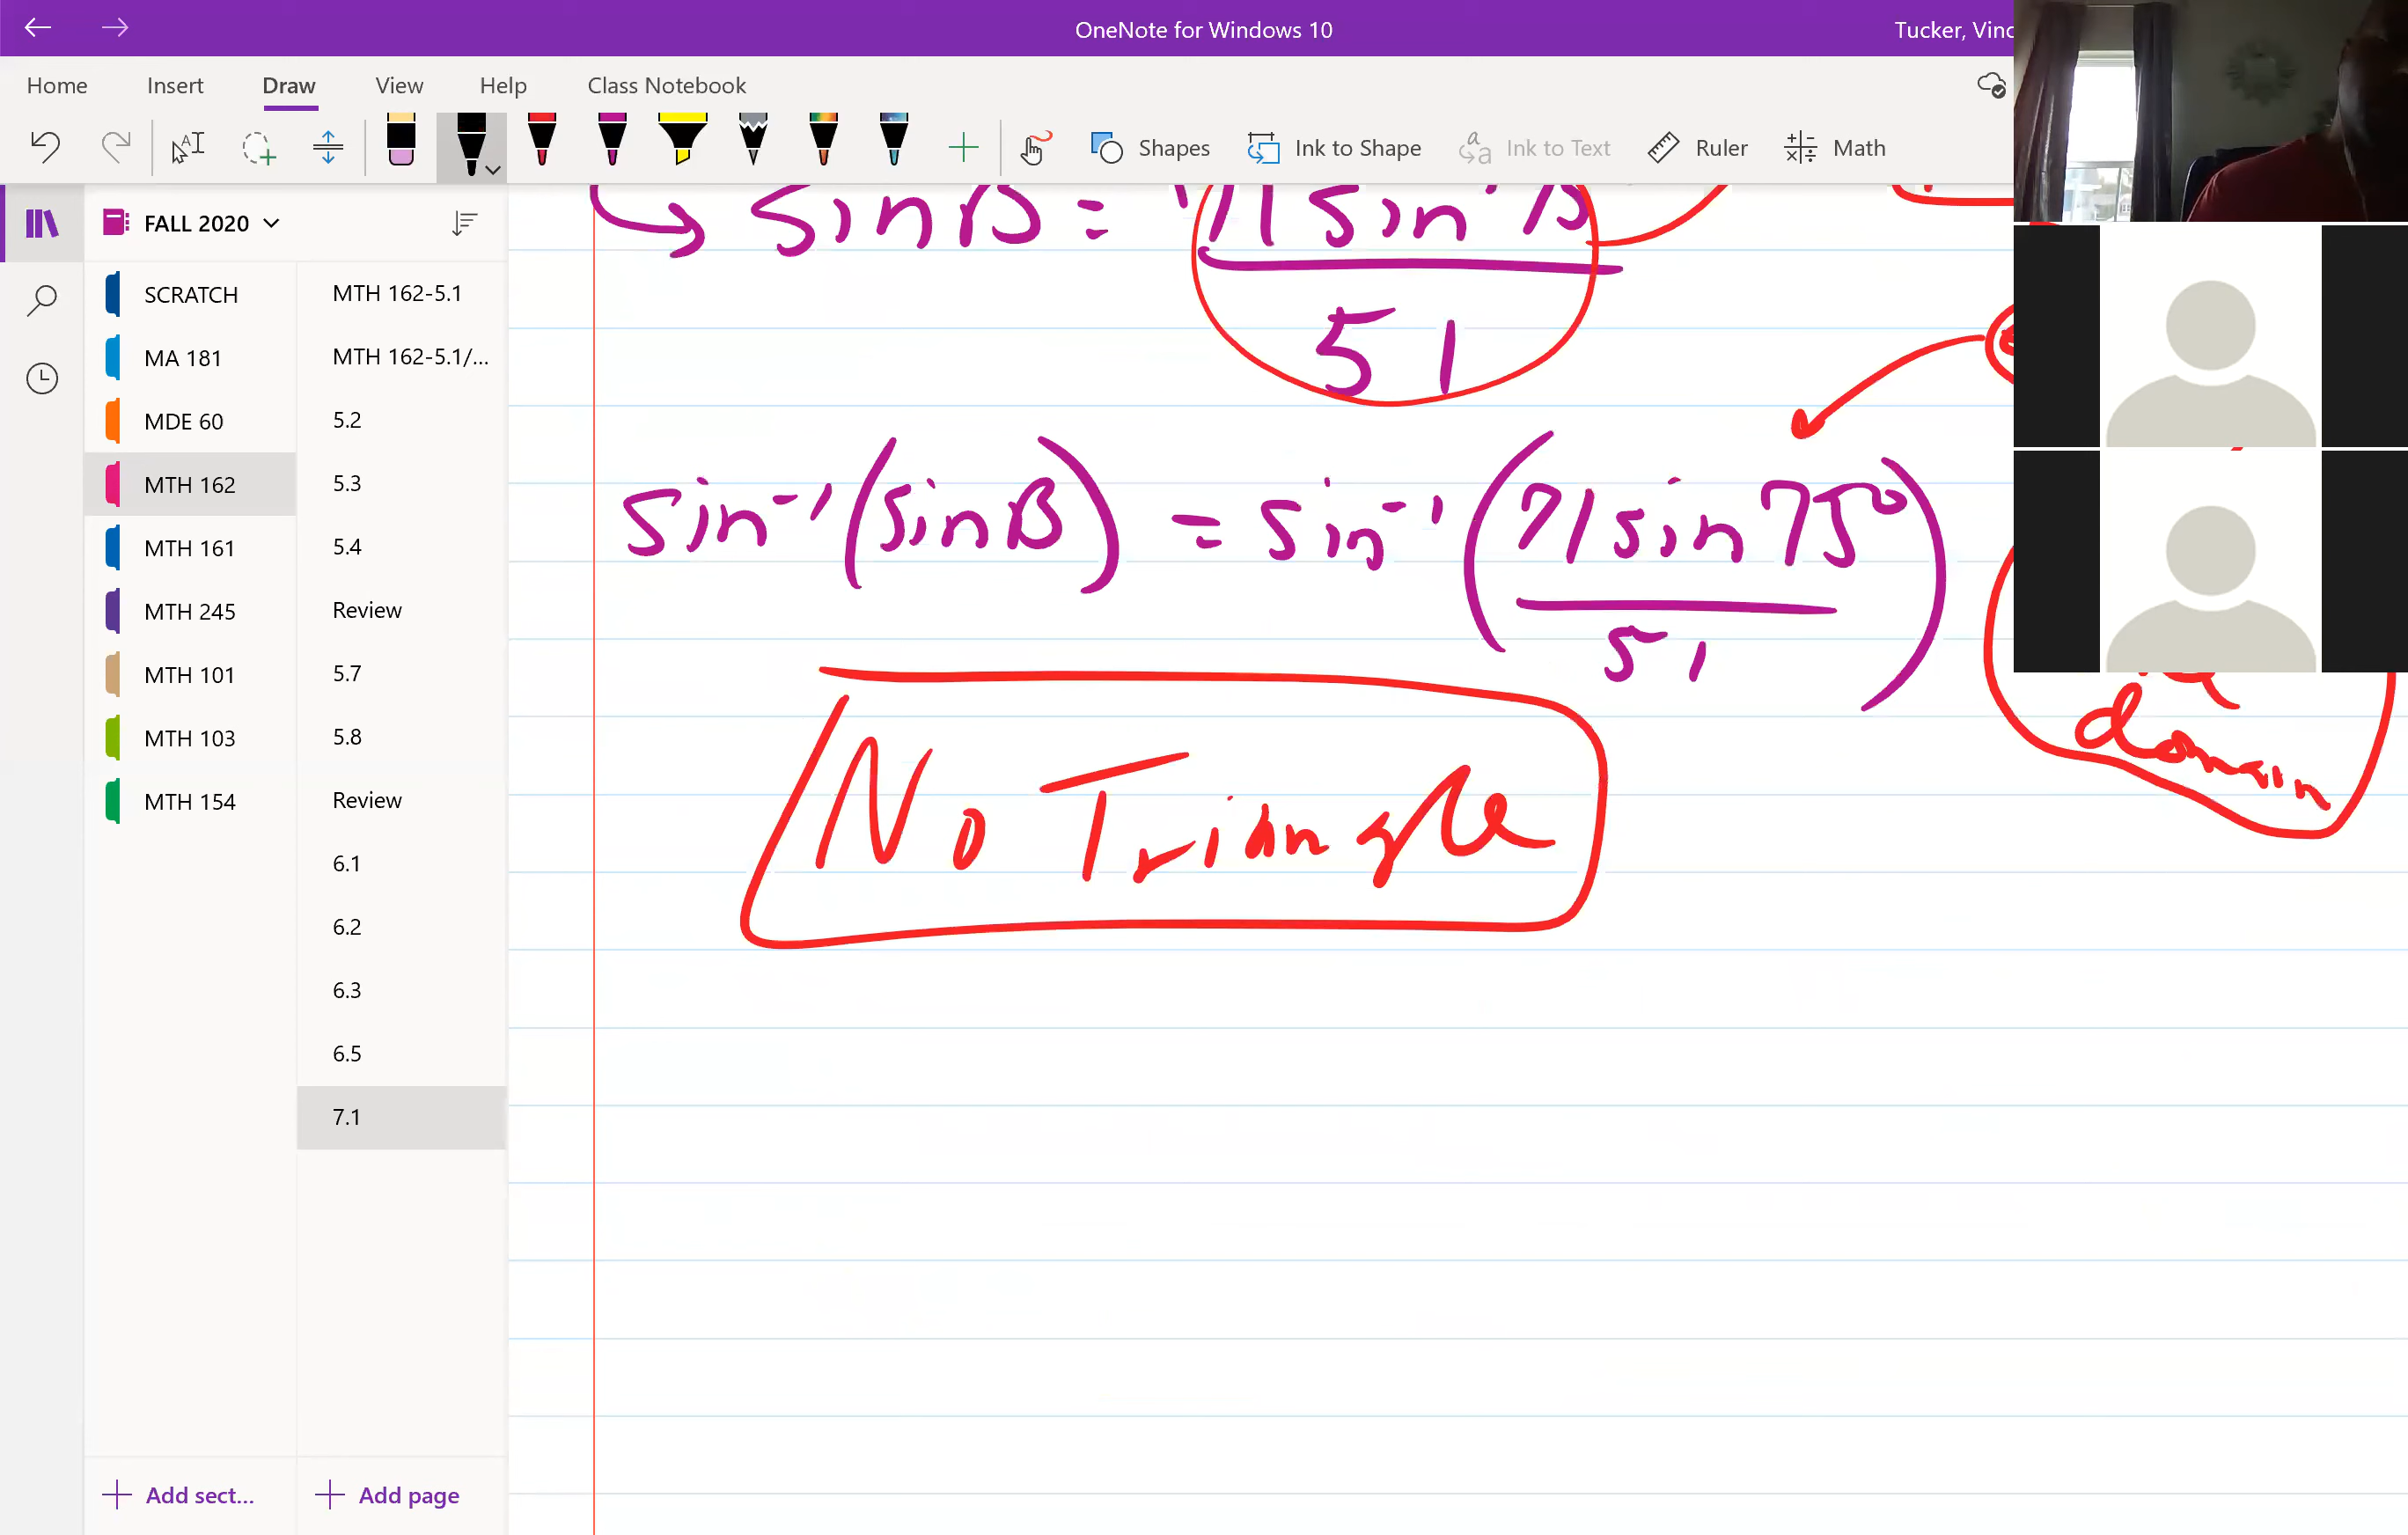 OneNote for Windows 10
Tucker, Vinc
Home Insert Draw View Help Class Notebook
Shapes Ink to Shape Ink to Text Ruler Math
FALL 2020
SCRATCH
MA 181
MDE 60
MTH 162
MTH 161
MTH 245
MTH 101
MTH 103
MTH 154
MTH 162-5.1
MTH 162-5.1/...
5.2
5.3
5.4
Review
5.7
5.8
Review
6.1
6.2
6.3
6.5
7.1
Add sect...
Add page
sin B = 71 sin
51
sin⁻¹(sin B) = sin⁻¹(71 sin 75°
51)
No Triangle
domain